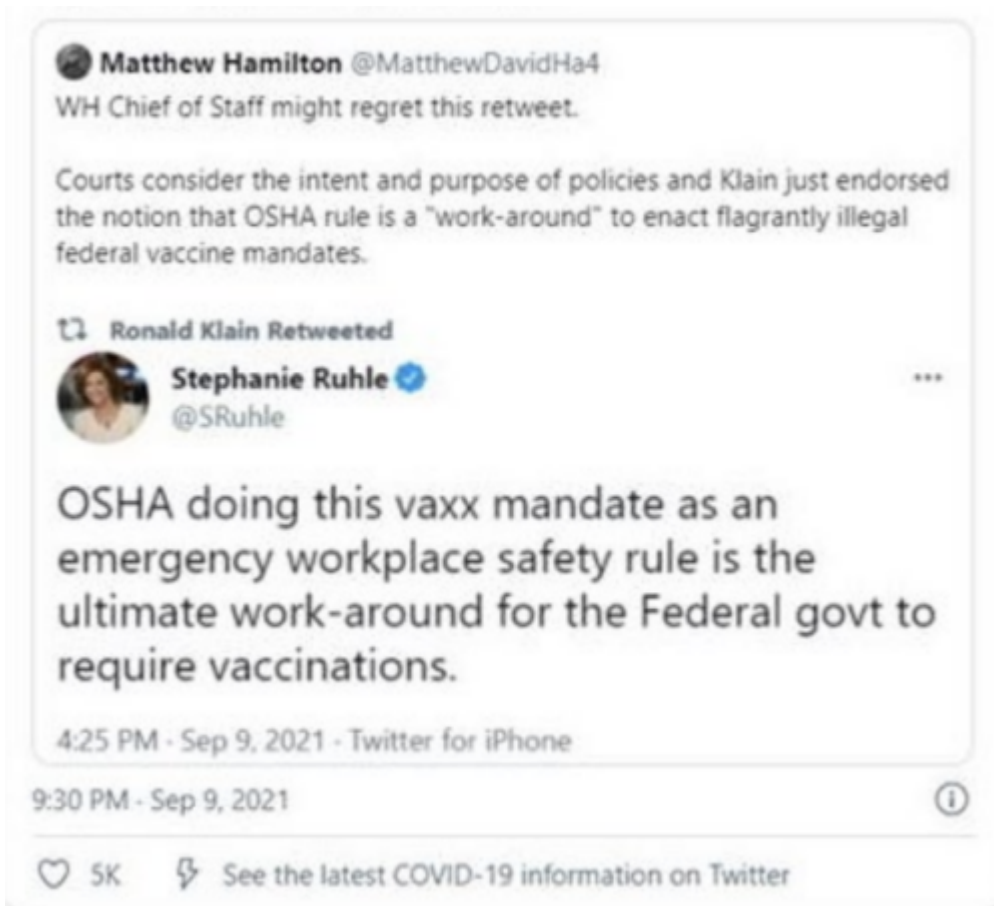 Matthew Hamilton @MatthewDavidHa4
WH Chief of Staff might regret this retweet.
Courts consider the intent and purpose of policies and Klain just endorsed
the notion that OSHA rule is a "work-around" to enact flagrantly illegal
federal vaccine mandates.
Ronald Klain Retweeted
Stephanie Ruhle
@SRuhle
OSHA doing this vaxx mandate as an
emergency workplace safety rule is the
ultimate work-around for the Federal govt to
require vaccinations.
4:25 PM · Sep 9, 2021 · Twitter for iPhone
9:30 PM · Sep 9, 2021
5K See the latest COVID-19 information on Twitter